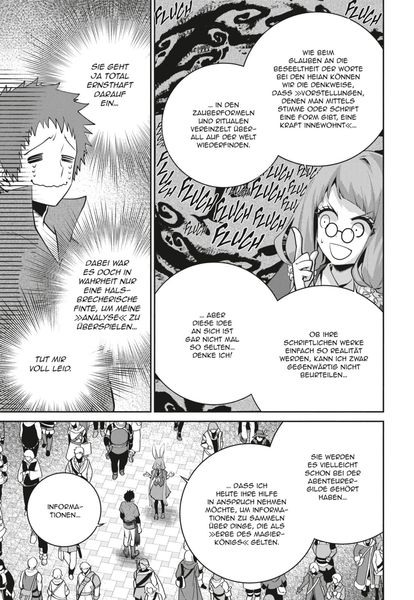 WIE BEIM
GLAUBEN AN DIE
BESEELTHEIT DER WORTE
BEI DEN HEIAN KÖNNEN
WIR DIE DENKWEISE,
DASS »VORSTELLUNGEN,
DENEN MAN MITTELS
STIMME ODER SCHRIFT
EINE FORM GIBT, EINE
KRAFT INNEWOHNT«...
... IN DEN
ZAUBERFORMELN
UND RITUALEN
VEREINZELT ÜBER-
ALL AUF DER WELT
WIEDERFINDEN.
FLUCH
FLUCH
FLUCH
FLUCH
FLUCH
FLUCH
FLUCH
FLUCH
FLUCH
FLUCH
FLUCH
OB IHRE
SCHRIFTLICHEN WERKE
EINFACH SO REALITÄT
WERDEN, KANN ICH ZWAR
GEGENWÄRTIG NICHT
BEURTEILEN...
... ABER
DIESE IDEE
AN SICH IST
GAR NICHT MAL
SO SELTEN...
DENKE ICH!
SIE GEHT
JA TOTAL
ERNSTHAFT
DARAUF
EIN...
DABEI WAR
ES DOCH IN
WAHRHEIT NUR
EINE HALS-
BRECHERISCHE
FINTE, UM MEINE
»ANALYSE« ZU
ÜBERSPIELEN...
TUT MIR
VOLL LEID.
SIE WERDEN
ES VIELLEICHT
SCHON BEI DER
ABENTEURER-
GILDE GEHÖRT
HABEN...
... DASS ICH
HEUTE IHRE HILFE
IN ANSPRUCH NEHMEN
MÖCHTE, UM INFORMA-
TIONEN ZU SAMMELN
ÜBER DINGE, DIE ALS
»ERBE DES MAGIER-
KÖNIGS« GELTEN.
INFORMA-
TIONEN...